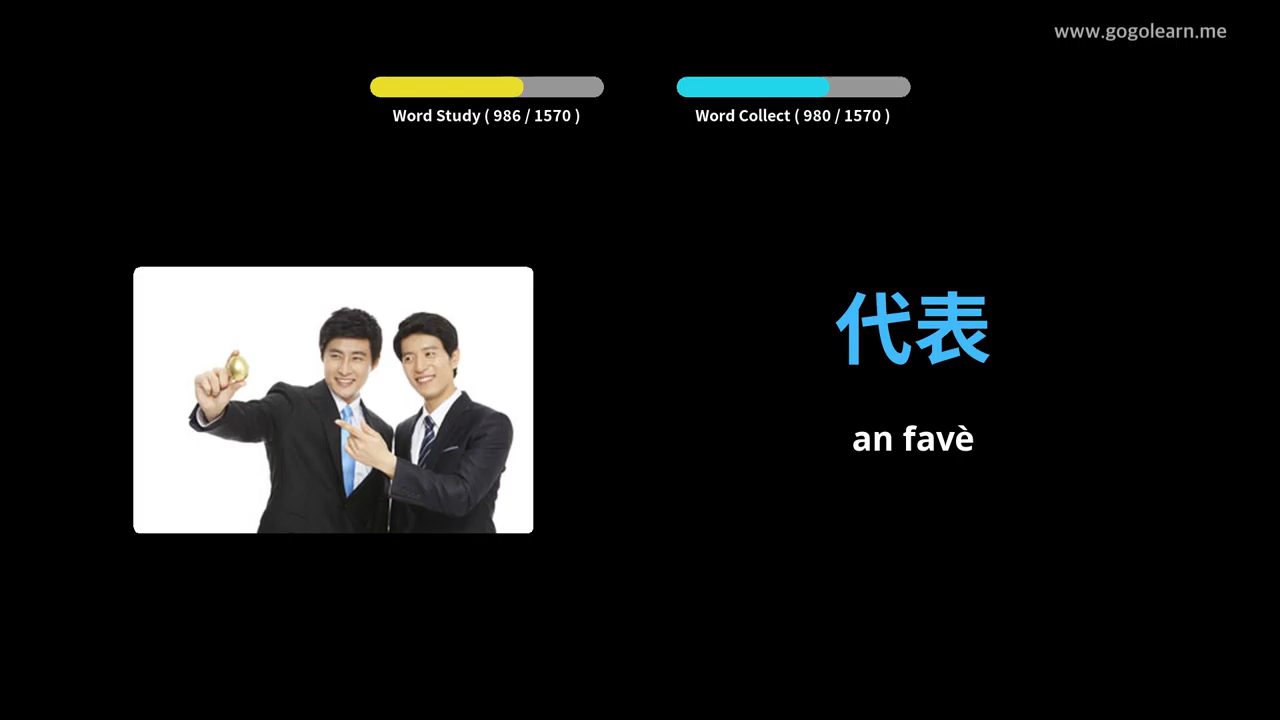 www.gogolearn.me
Word Study ( 986 / 1570 )
Word Collect ( 980 / 1570 )
代表
an favè